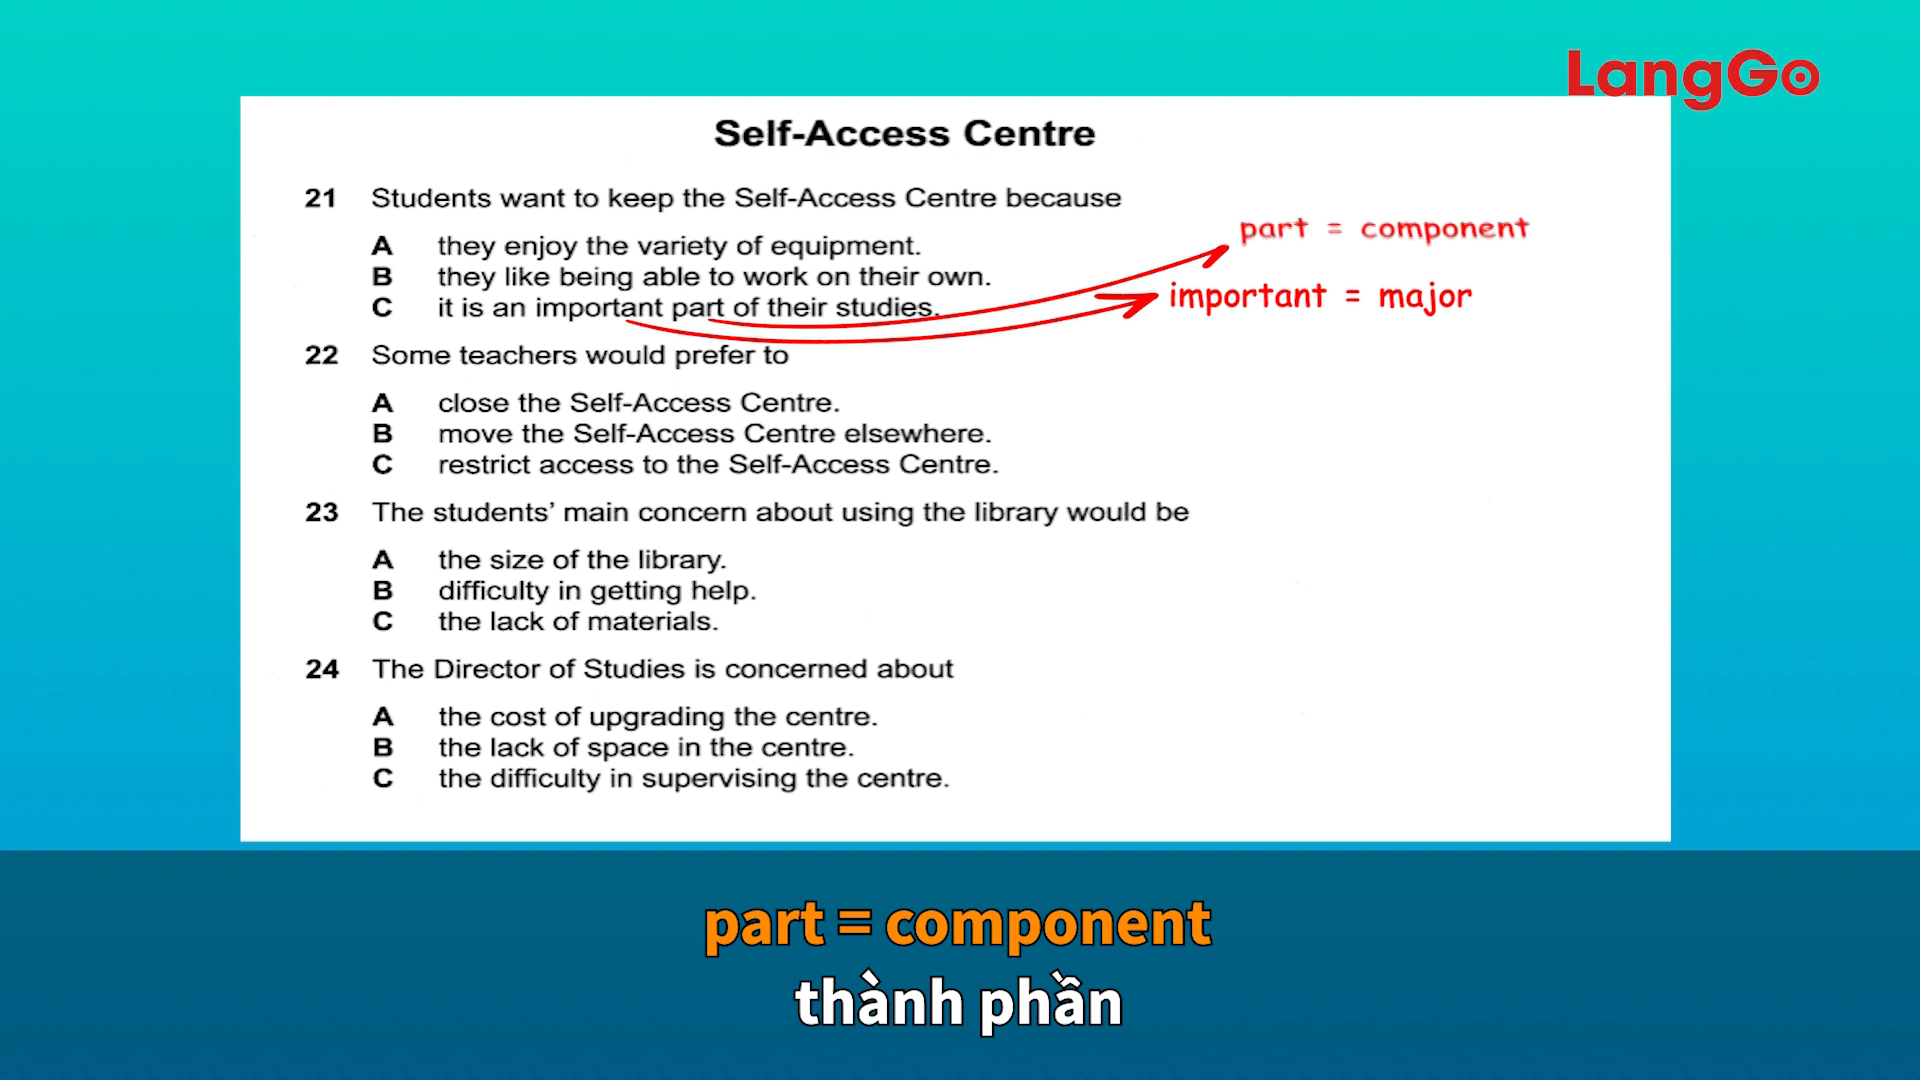 LangGo
Self-Access Centre
21 Students want to keep the Self-Access Centre because
A they enjoy the variety of equipment.
B they like being able to work on their own.
C it is an important part of their studies.
part = component
important = major
22 Some teachers would prefer to
A close the Self-Access Centre.
B move the Self-Access Centre elsewhere.
C restrict access to the Self-Access Centre.
23 The students’ main concern about using the library would be
A the size of the library.
B difficulty in getting help.
C the lack of materials.
24 The Director of Studies is concerned about
A the cost of upgrading the centre.
B the lack of space in the centre.
C the difficulty in supervising the centre.
part = component
thành phần